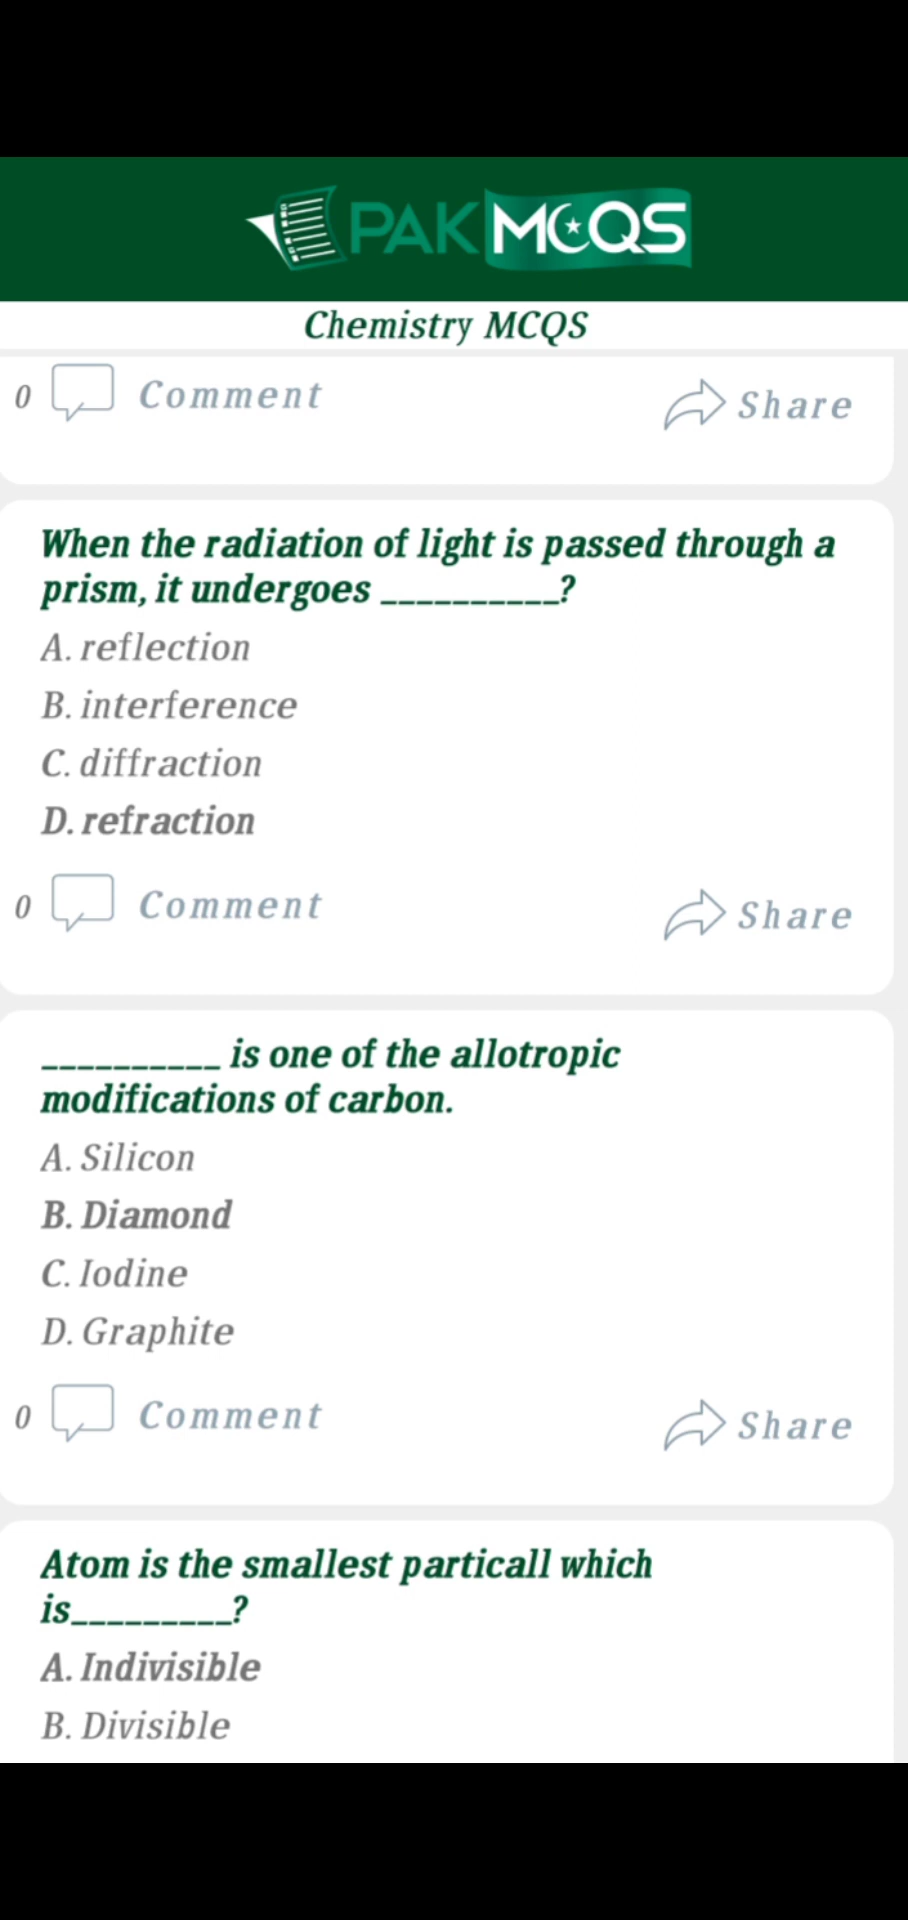 PAK MCQS
Chemistry MCQS
0 Comment Share
When the radiation of light is passed through a
prism, it undergoes __________?
A. reflection
B. interference
C. diffraction
D. refraction
0 Comment Share
__________ is one of the allotropic
modifications of carbon.
A. Silicon
B. Diamond
C. Iodine
D. Graphite
0 Comment Share
Atom is the smallest particall which
is_________?
A. Indivisible
B. Divisible